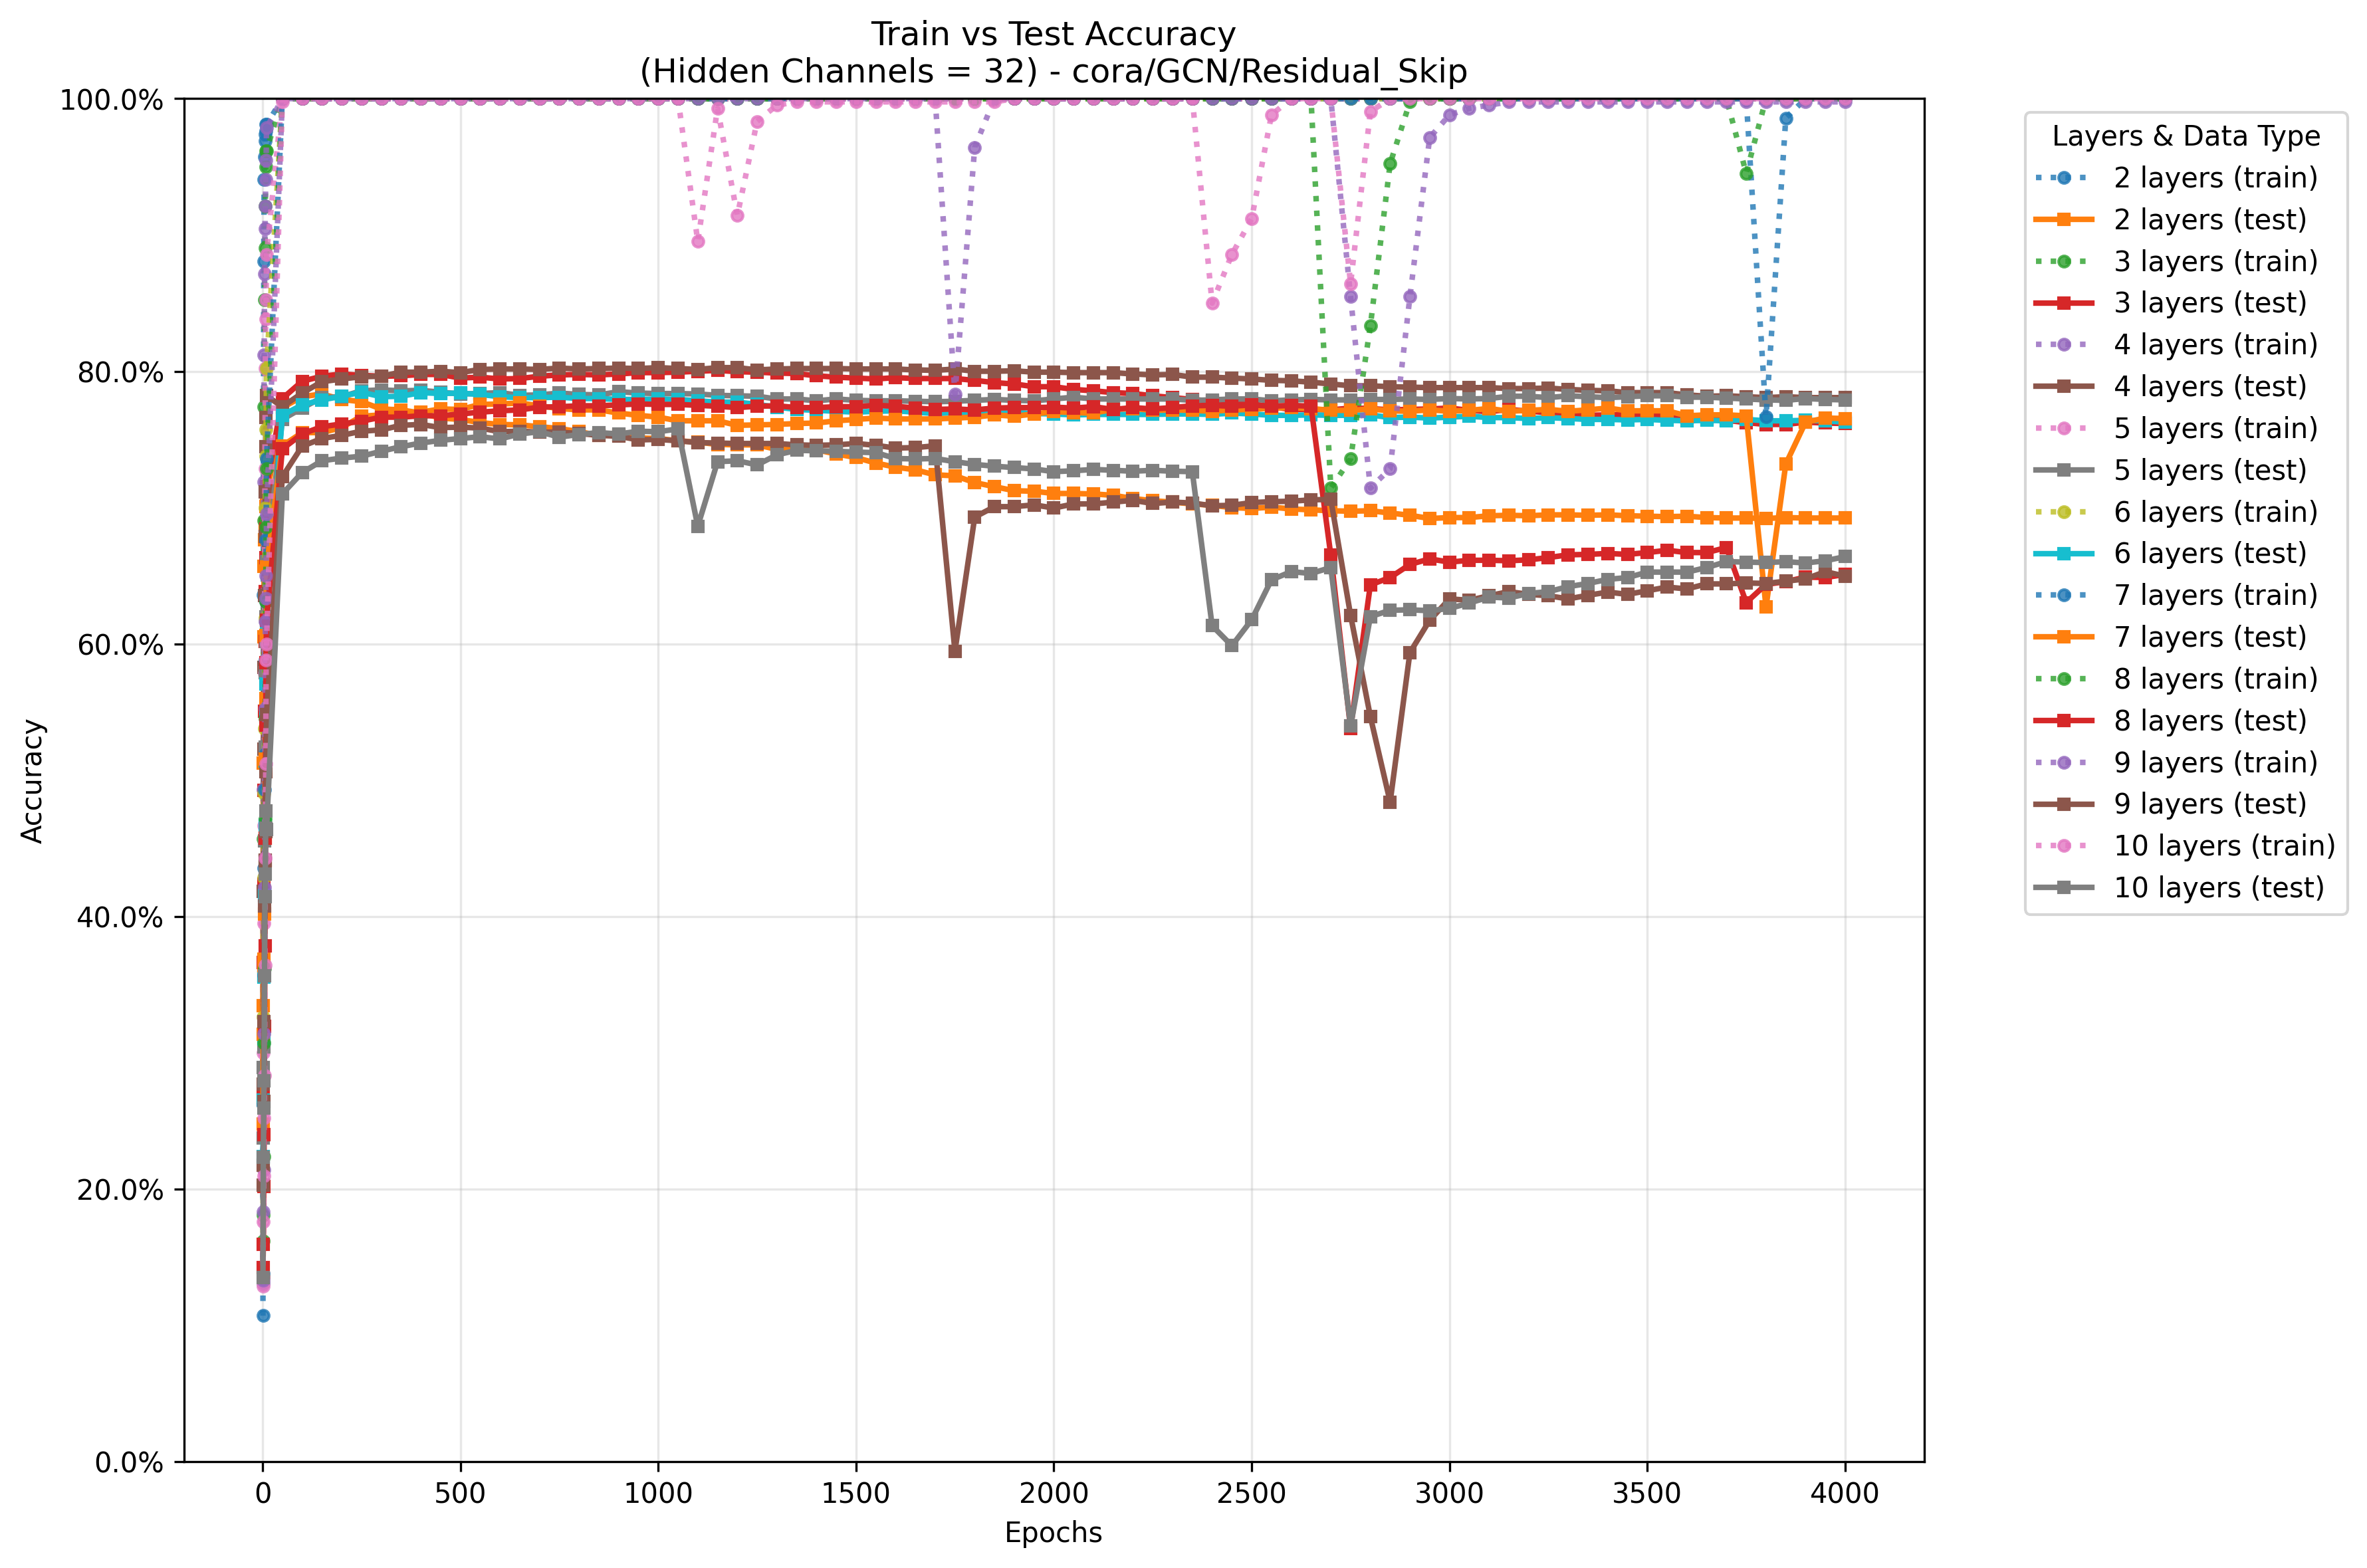 Train vs Test Accuracy
(Hidden Channels = 32) - cora/GCN/Residual_Skip
100.0%
80.0%
60.0%
40.0%
20.0%
0.0%
Accuracy
0
500
1000
1500
2000
2500
3000
3500
4000
Epochs
Layers & Data Type
2 layers (train)
2 layers (test)
3 layers (train)
3 layers (test)
4 layers (train)
4 layers (test)
5 layers (train)
5 layers (test)
6 layers (train)
6 layers (test)
7 layers (train)
7 layers (test)
8 layers (train)
8 layers (test)
9 layers (train)
9 layers (test)
10 layers (train)
10 layers (test)